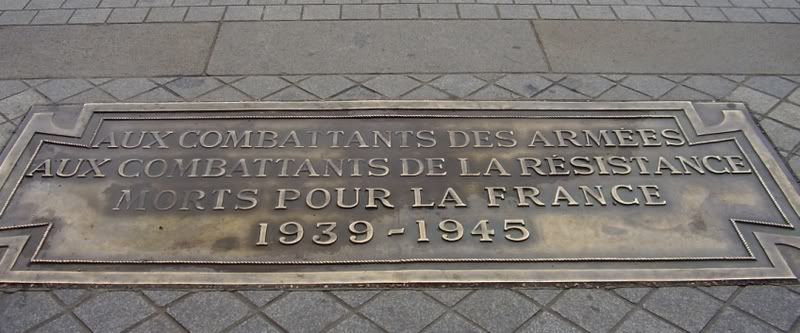 AUX COMBATTANTS DES ARMÉES
AUX COMBATTANTS DE LA RÉSISTANCE
MORTS POUR LA FRANCE
1939-1945